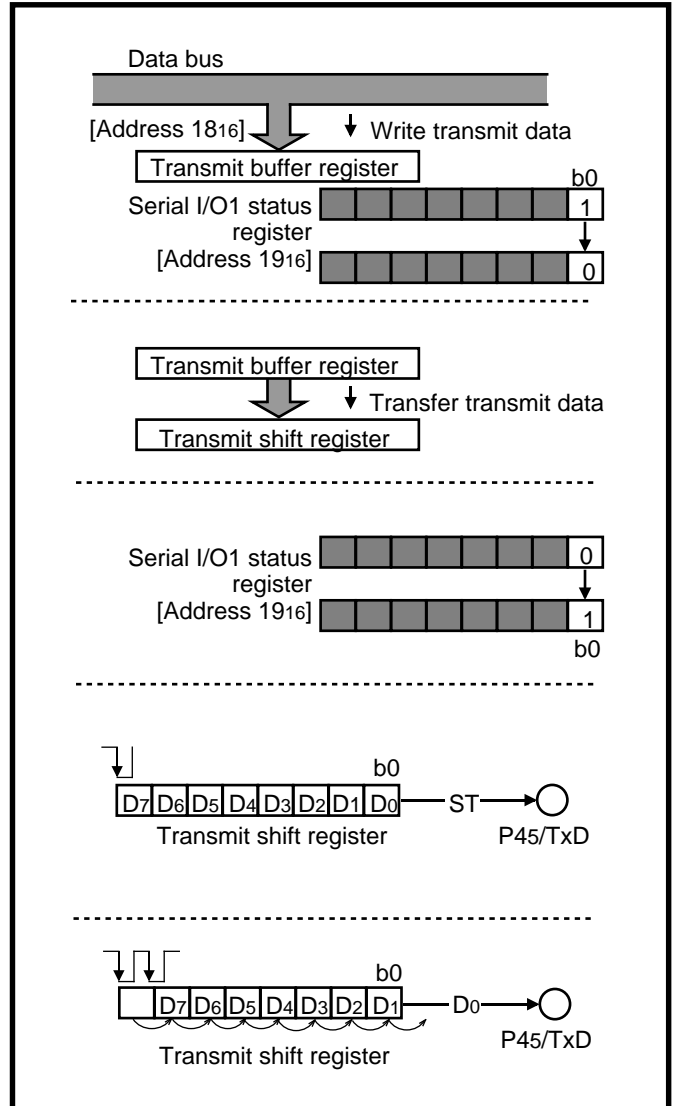 Data bus
[Address 1816] Write transmit data
Transmit buffer register
b0
Serial I/O1 status 1
register
[Address 1916] 0
Transmit buffer register
Transfer transmit data
Transmit shift register
Serial I/O1 status 0
register
[Address 1916] 1
b0
b0
D7 D6 D5 D4 D3 D2 D1 D0 ST
Transmit shift register P45/TxD
b0
D7 D6 D5 D4 D3 D2 D1 D0
P45/TxD
Transmit shift register